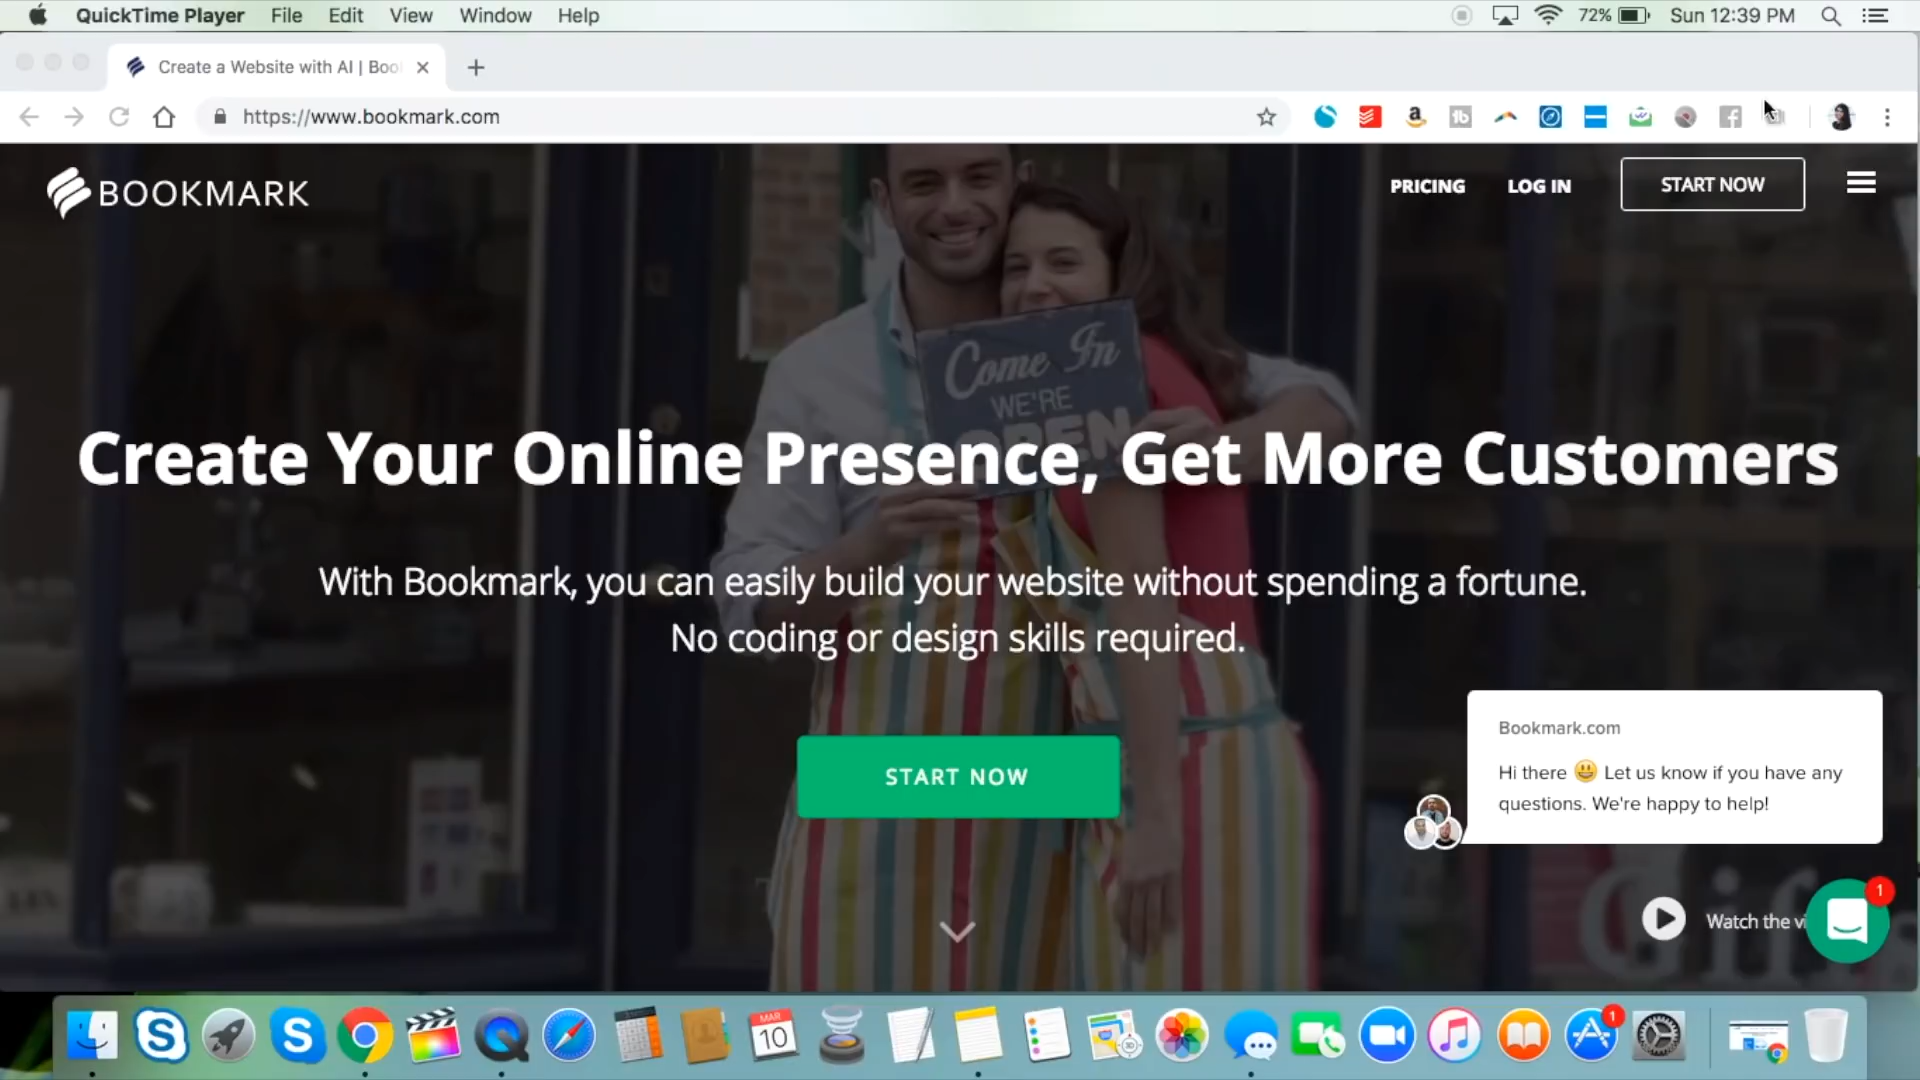 QuickTime Player File Edit View Window Help 72% Sun 12:39 PM
Create a Website with AI | Boo
https://www.bookmark.com
BOOKMARK PRICING LOG IN START NOW
Come In
WE'RE
OPEN
Create Your Online Presence, Get More Customers
With Bookmark, you can easily build your website without spending a fortune.
No coding or design skills required.
START NOW
Bookmark.com
Hi there 😃 Let us know if you have any
questions. We're happy to help!
1
Watch the vi
MAR
10
1